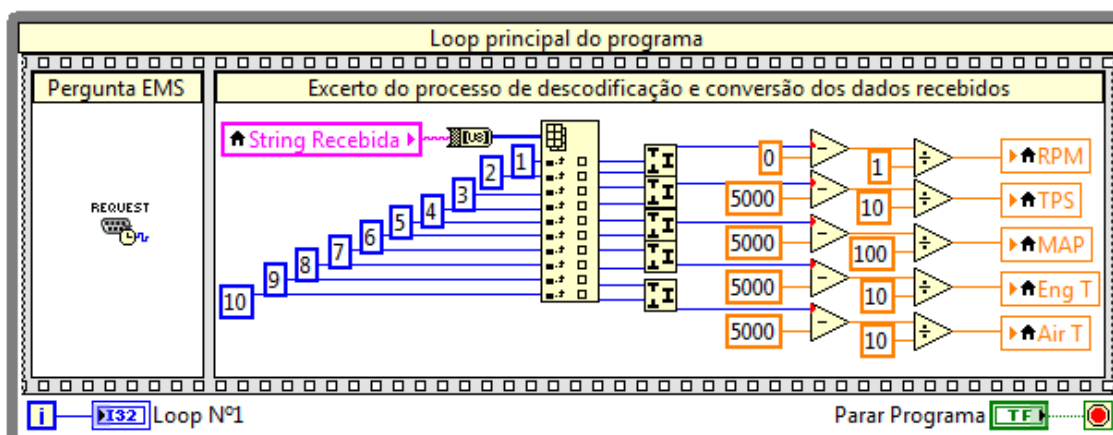 Loop principal do programa
Pergunta EMS
Excerto do processo de descodificação e conversão dos dados recebidos
REQUEST
String Recebida
[U8]
1
2
3
4
5
6
7
8
9
10
0
1
RPM
5000
10
TPS
5000
100
MAP
5000
10
Eng T
5000
10
Air T
i
I32
Loop Nº1
Parar Programa
TF